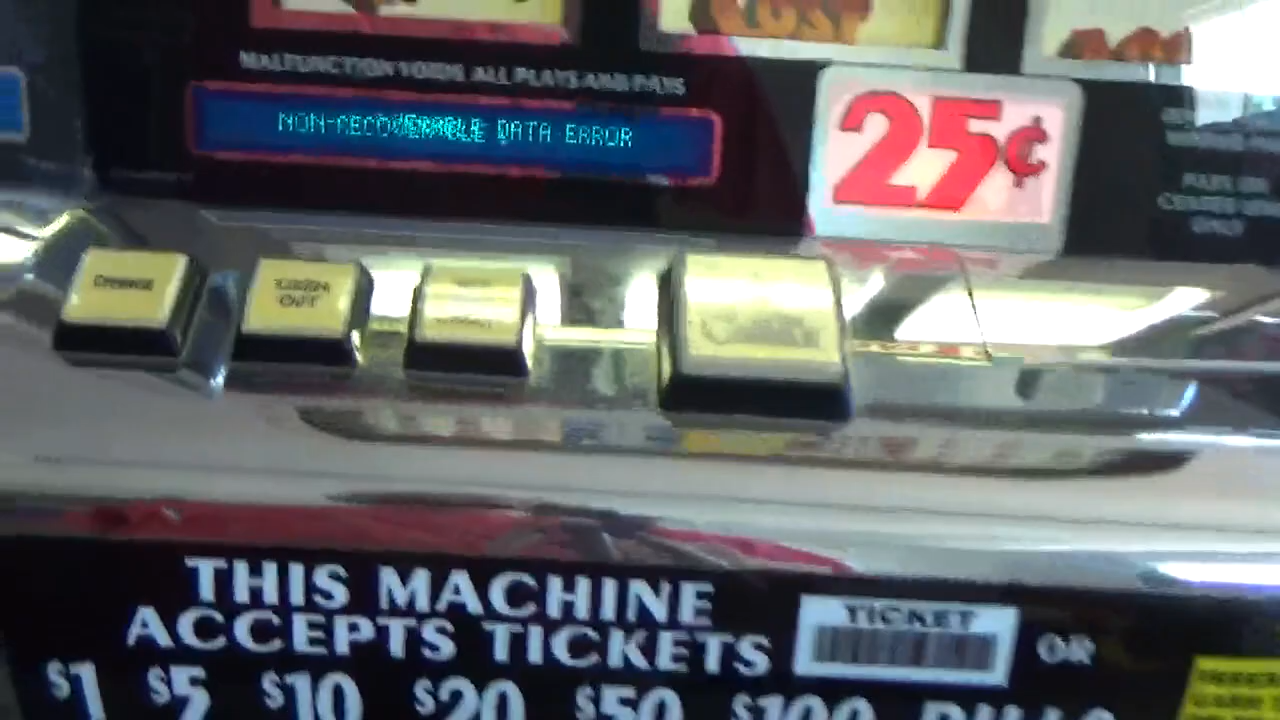 MALFUNCTION VOIDS ALL PLAYS AND PAYS
NON-RECOVERABLE DATA ERROR
25¢
CHANGE
OUT
THIS MACHINE
ACCEPTS TICKETS
TICKET
OR
$1 $5 $10 $20 $50 $100 BILLS